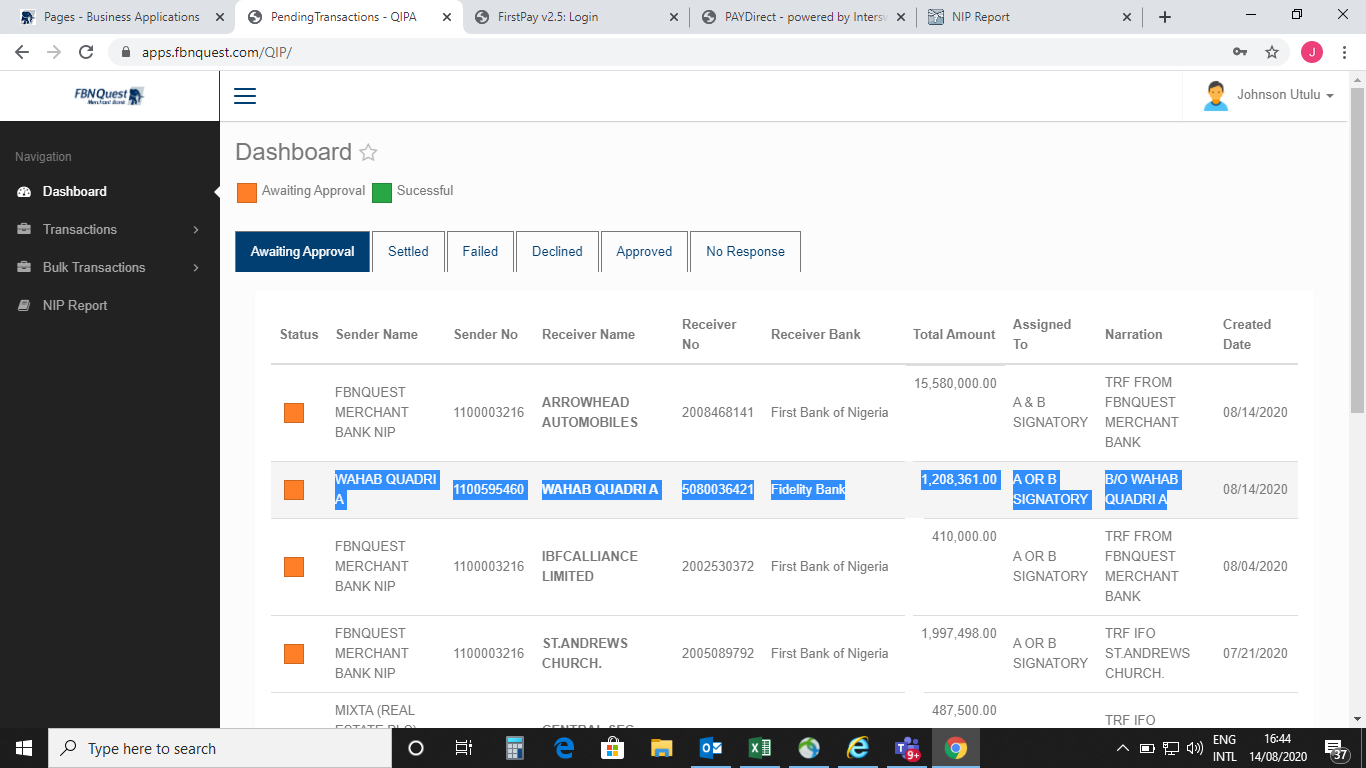 Pages - Business Applications
PendingTransactions - QIPA
FirstPay v2.5: Login
PAYDirect - powered by Intersw
NIP Report
apps.fbnquest.com/QIP/
J
FBNQuest
Merchant Bank
Johnson Utulu
Navigation
Dashboard
Transactions
Bulk Transactions
NIP Report
Dashboard
Awaiting Approval
Sucessful
Awaiting Approval
Settled
Failed
Declined
Approved
No Response
Status Sender Name Sender No Receiver Name Receiver No Receiver Bank Total Amount Assigned To Narration Created Date
FBNQUEST MERCHANT BANK NIP 1100003216 ARROWHEAD AUTOMOBILES 2008468141 First Bank of Nigeria 15,580,000.00 A & B SIGNATORY TRF FROM FBNQUEST MERCHANT BANK 08/14/2020
WAHAB QUADRI A 1100595460 WAHAB QUADRI A 5080036421 Fidelity Bank 1,208,361.00 A OR B SIGNATORY B/O WAHAB QUADRI A 08/14/2020
FBNQUEST MERCHANT BANK NIP 1100003216 IBFCALLIANCE LIMITED 2002530372 First Bank of Nigeria 410,000.00 A OR B SIGNATORY TRF FROM FBNQUEST MERCHANT BANK 08/04/2020
FBNQUEST MERCHANT BANK NIP 1100003216 ST.ANDREWS CHURCH. 2005089792 First Bank of Nigeria 1,997,498.00 A OR B SIGNATORY TRF IFO ST.ANDREWS CHURCH. 07/21/2020
MIXTA (REAL 487,500.00 TRF IFO
Type here to search
9+
ENG
INTL
16:44
14/08/2020
37